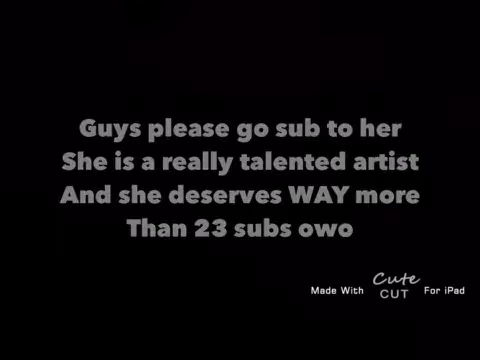 Guys please go sub to her
She is a really talented artist
And she deserves WAY more
Than 23 subs owo
Made With Cute CUT For iPad